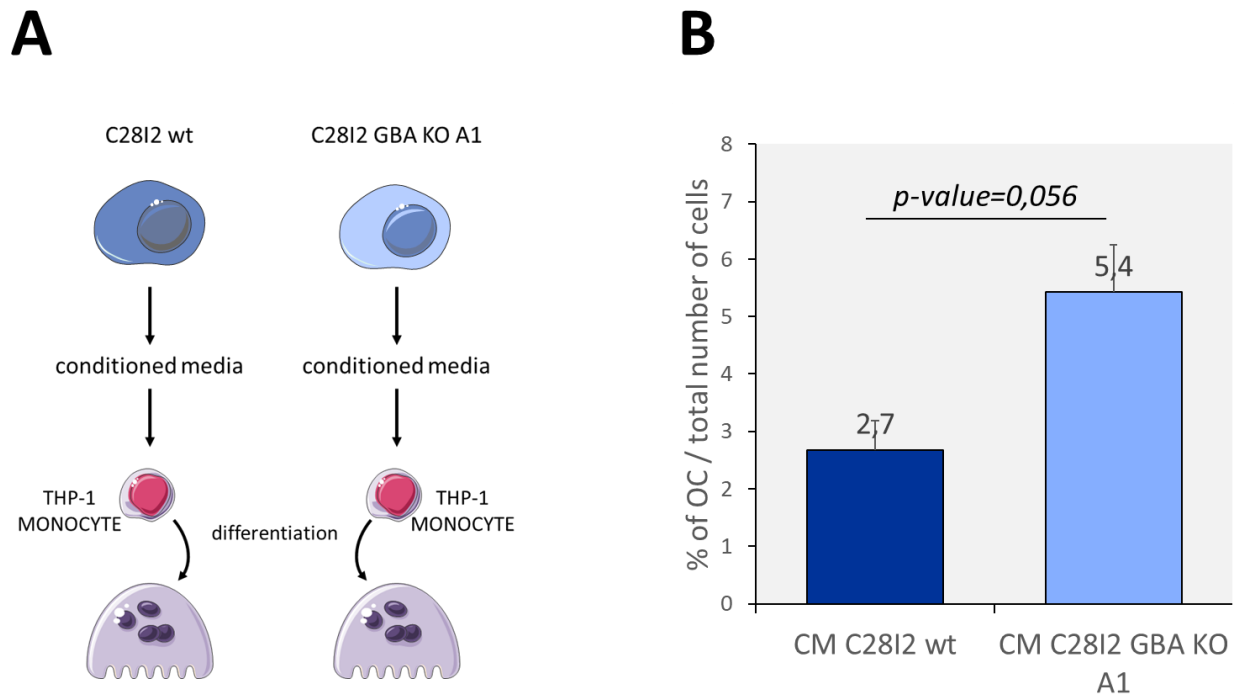 A
C28I2 wt
C28I2 GBA KO A1
conditioned media
conditioned media
THP-1
MONOCYTE
differentiation
THP-1
MONOCYTE
B
% of OC / total number of cells
8
7
6
5
4
3
2
1
0
p-value=0,056
2,7
5,4
CM C28I2 wt
CM C28I2 GBA KO
A1